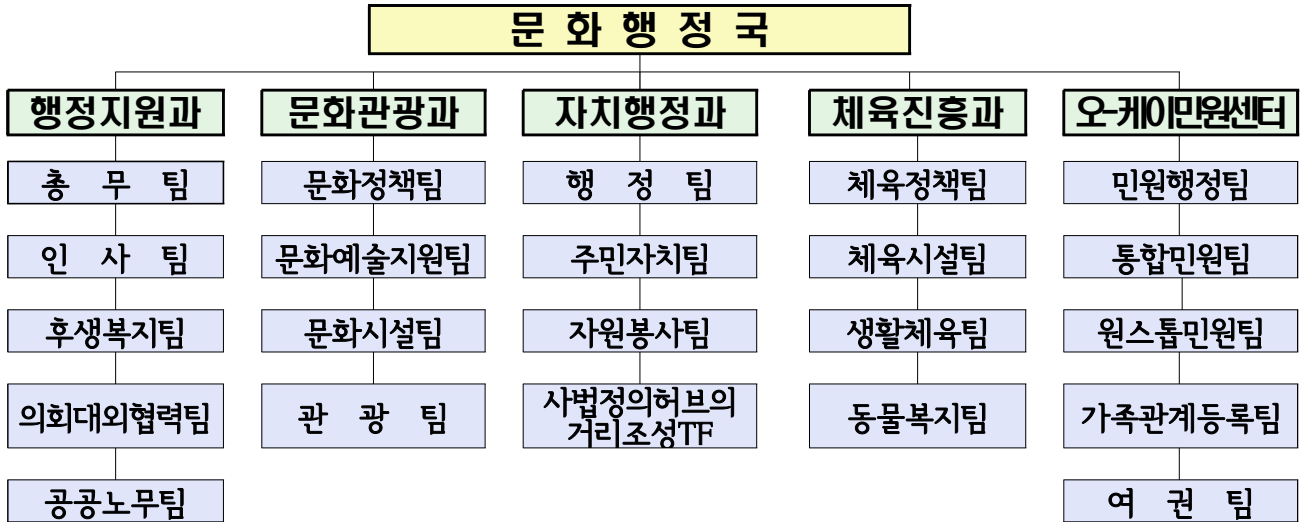 문 화 행 정 국
행정지원과
문화관광과
자치행정과
체육진흥과
오-케이민원센터
총 무 팀
문화정책팀
행 정 팀
체육정책팀
민원행정팀
인 사 팀
문화예술지원팀
주민자치팀
체육시설팀
통합민원팀
후생복지팀
문화시설팀
자원봉사팀
생활체육팀
원스톱민원팀
의회대외협력팀
관 광 팀
사법정의허브의
거리조성TF
동물복지팀
가족관계등록팀
공공노무팀
여 권 팀